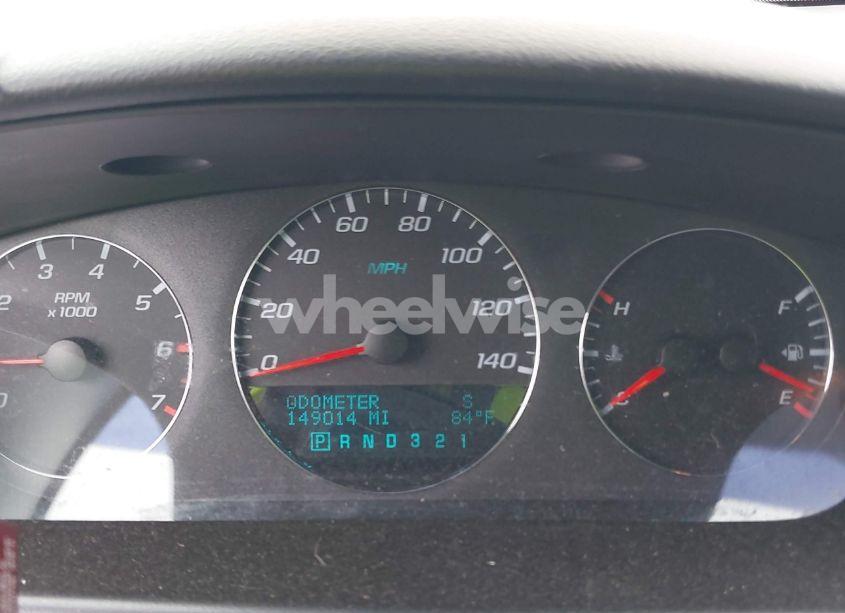 60 80
3 4 40 100
2 RPM 5 MPH
x1000 20 120 H F
6
0 140
0 7 C E
ODOMETER S
149014 MI 84°F
P R N D 3 2 1
wheelwise